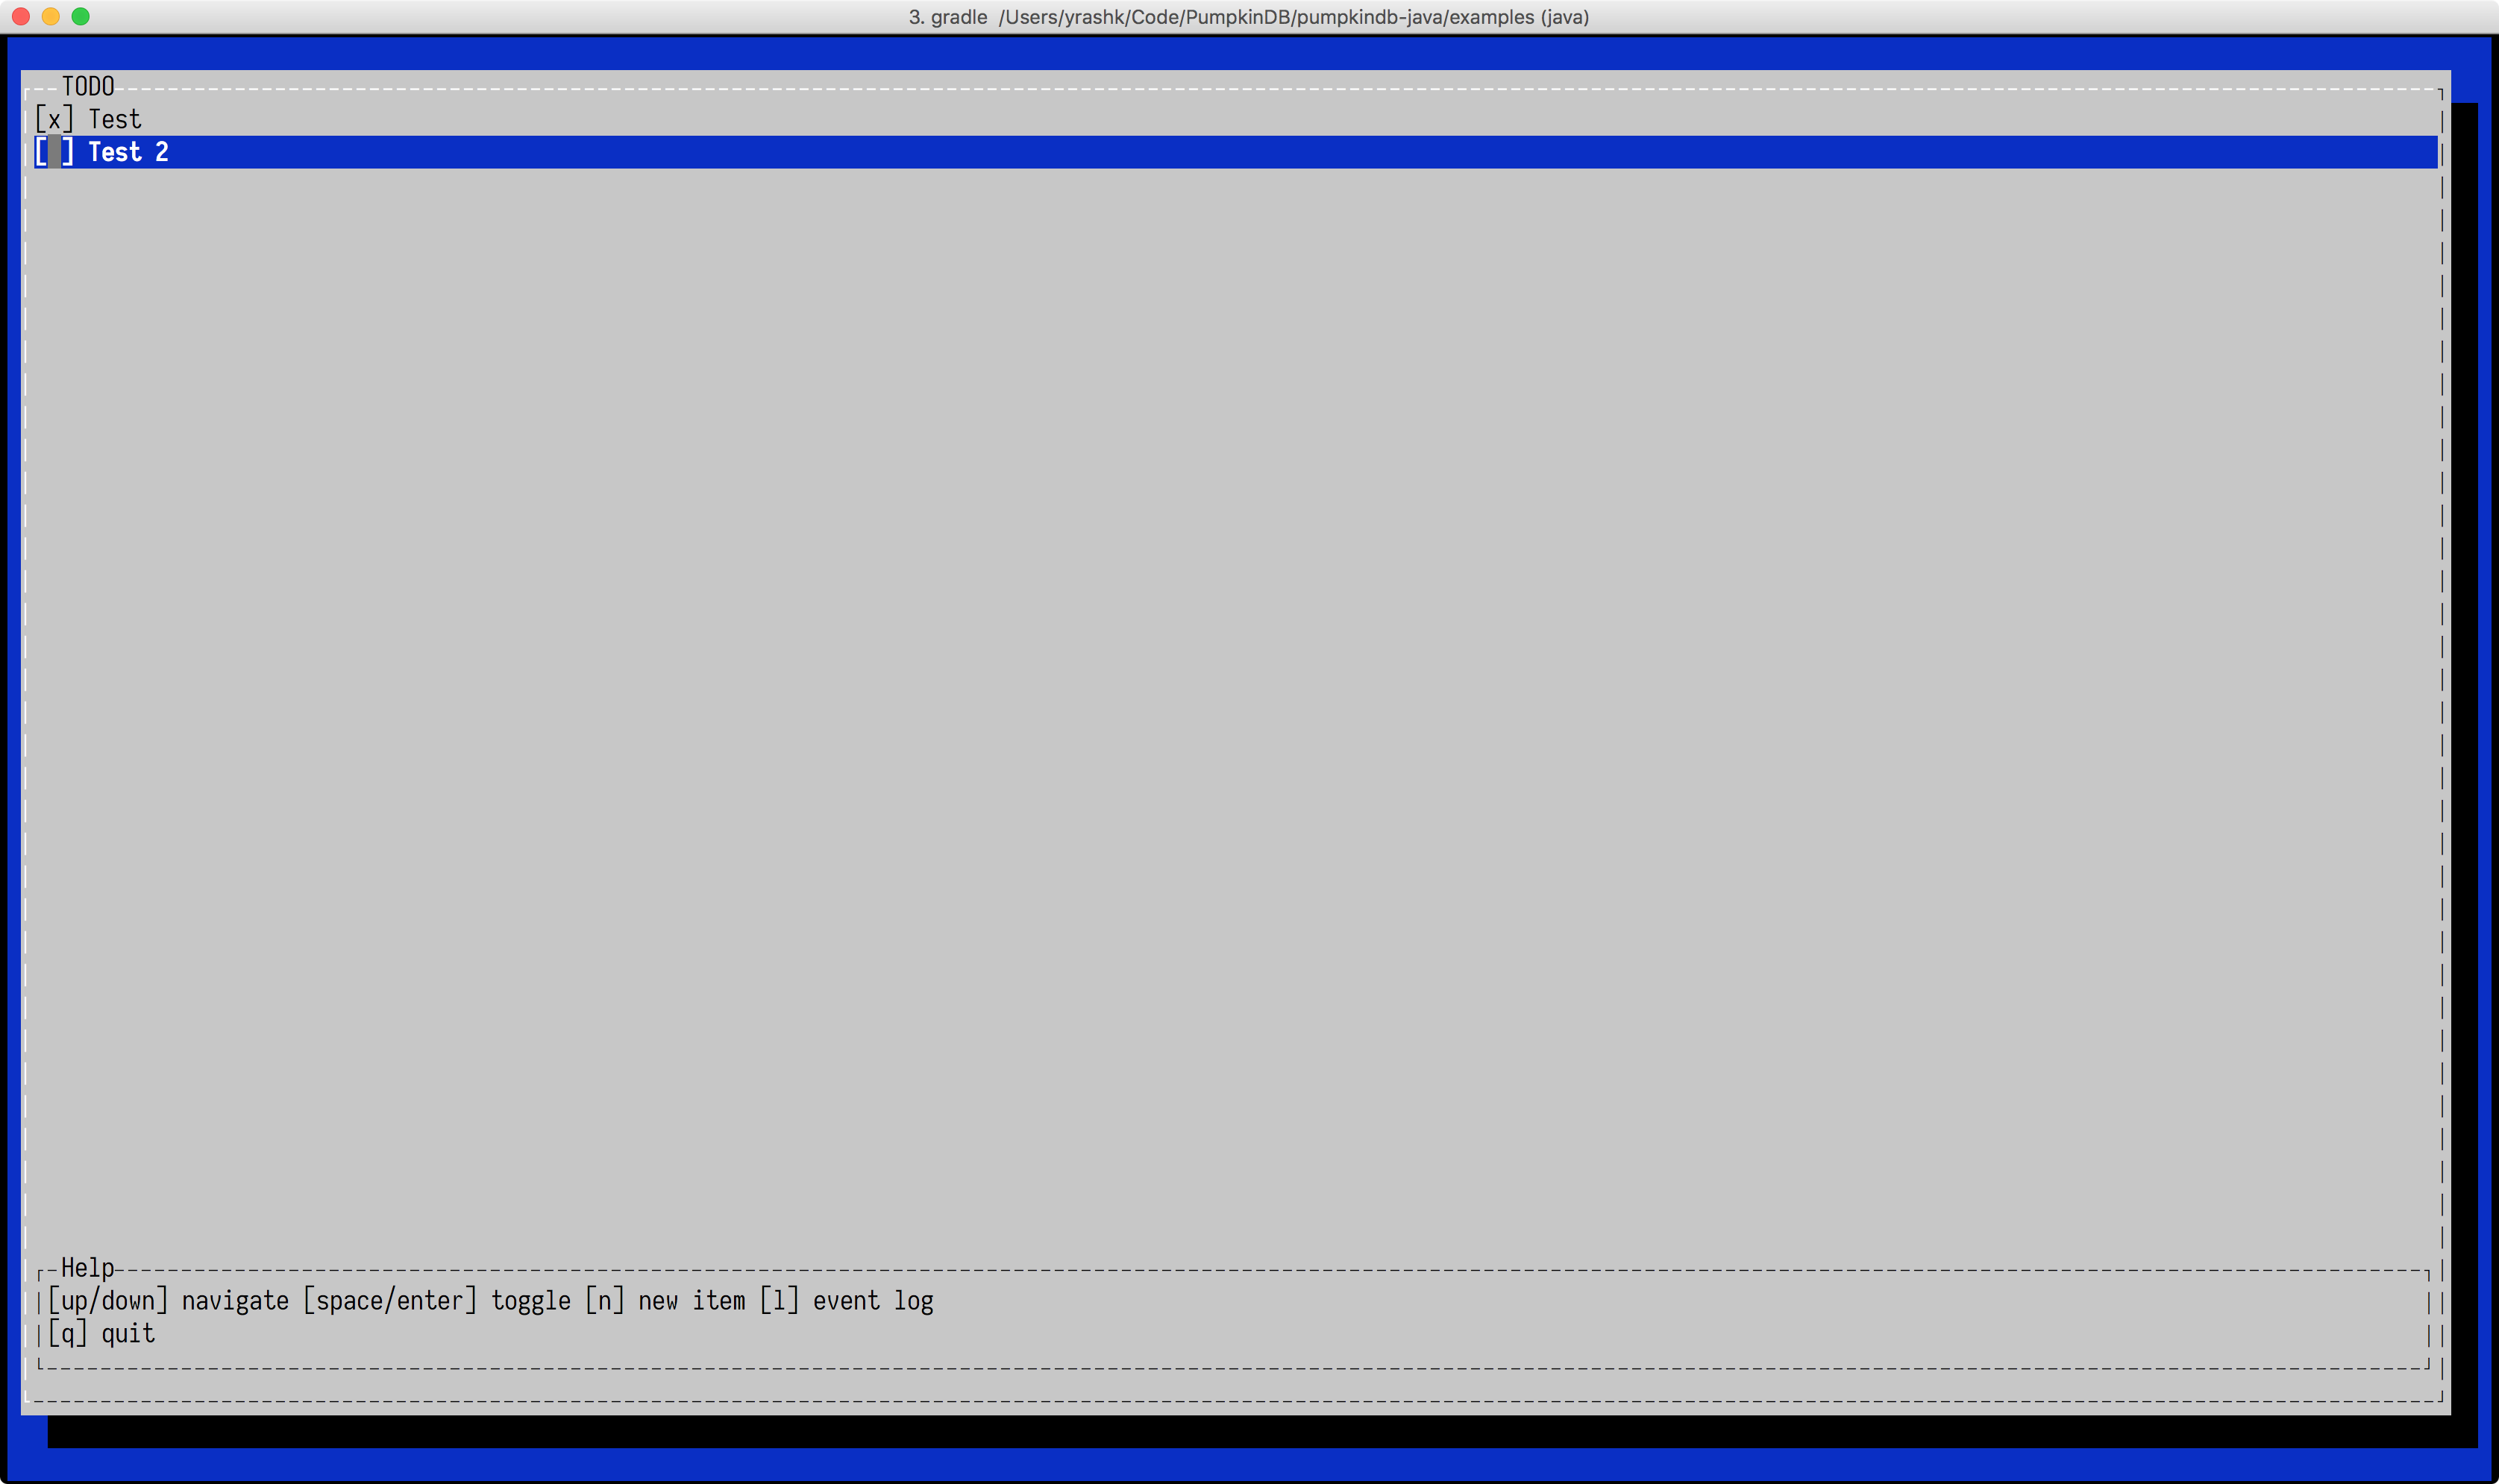 3. gradle  /Users/yrashk/Code/PumpkinDB/pumpkindb-java/examples (java)
TODO
[x] Test
[ ] Test 2
Help
[up/down] navigate [space/enter] toggle [n] new item [l] event log
[q] quit